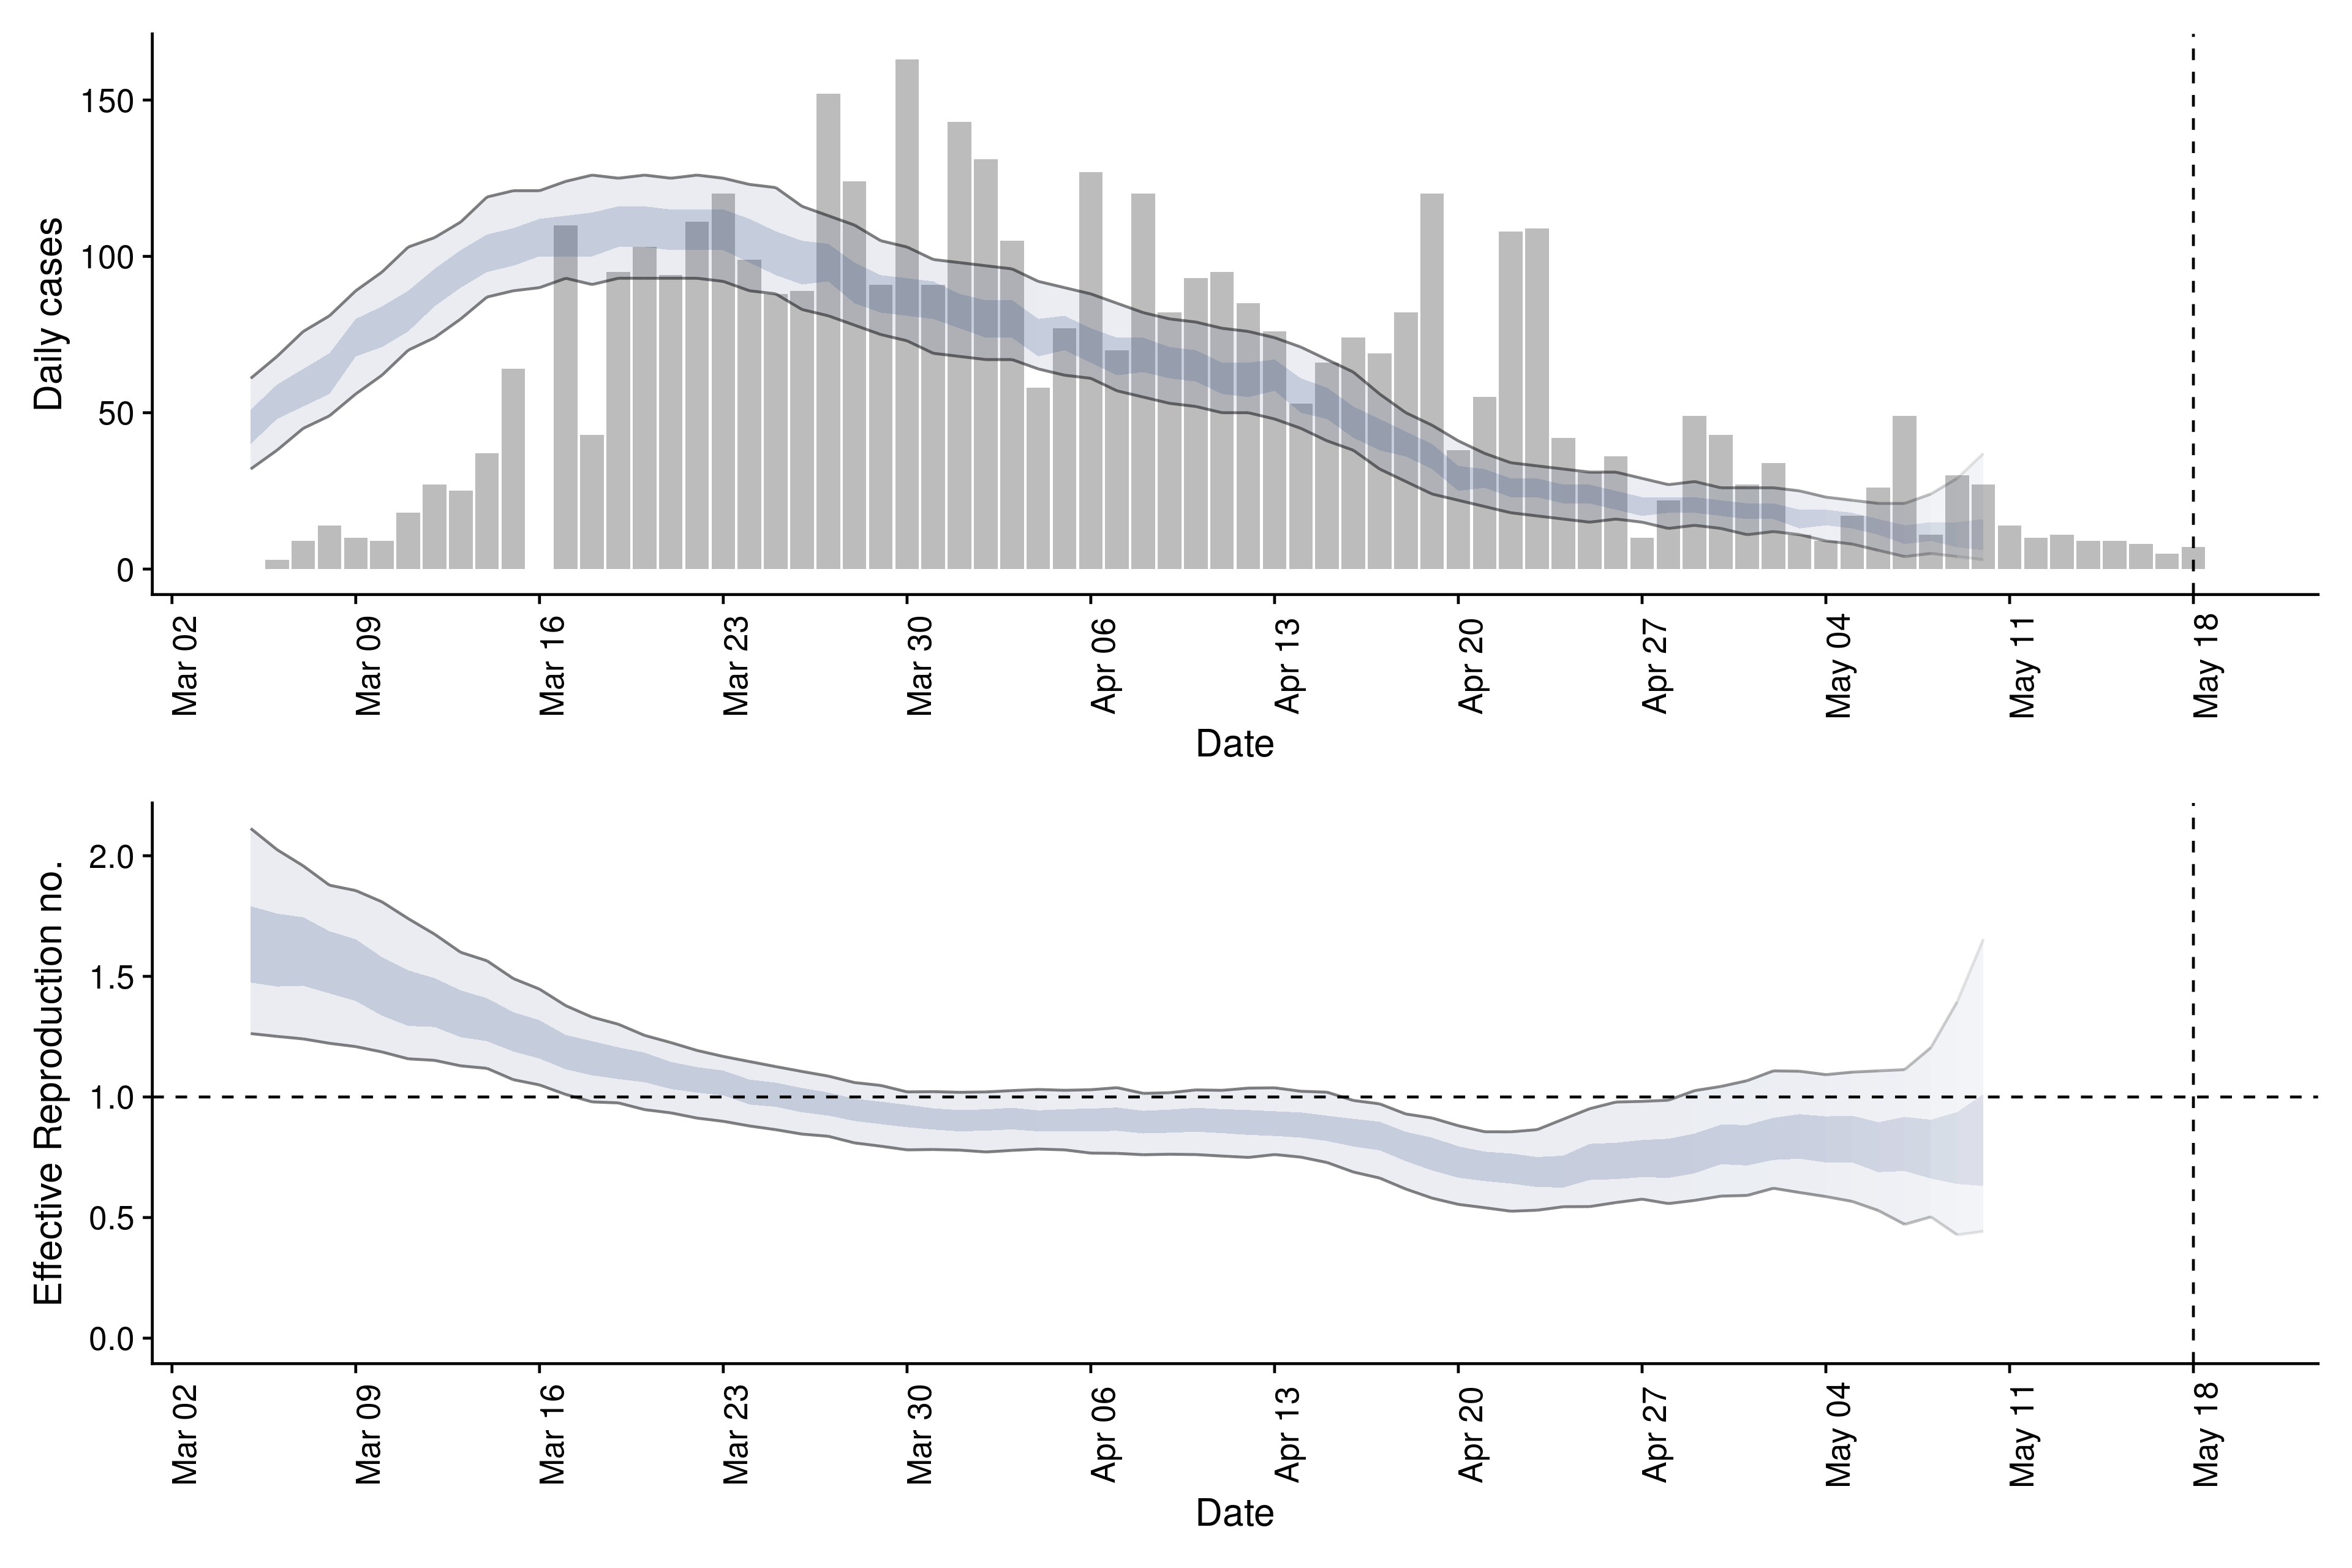 Daily cases
150
100
50
0
Mar 02
Mar 09
Mar 16
Mar 23
Mar 30
Apr 06
Apr 13
Apr 20
Apr 27
May 04
May 11
May 18
Date
Effective Reproduction no.
2.0
1.5
1.0
0.5
0.0
Mar 02
Mar 09
Mar 16
Mar 23
Mar 30
Apr 06
Apr 13
Apr 20
Apr 27
May 04
May 11
May 18
Date